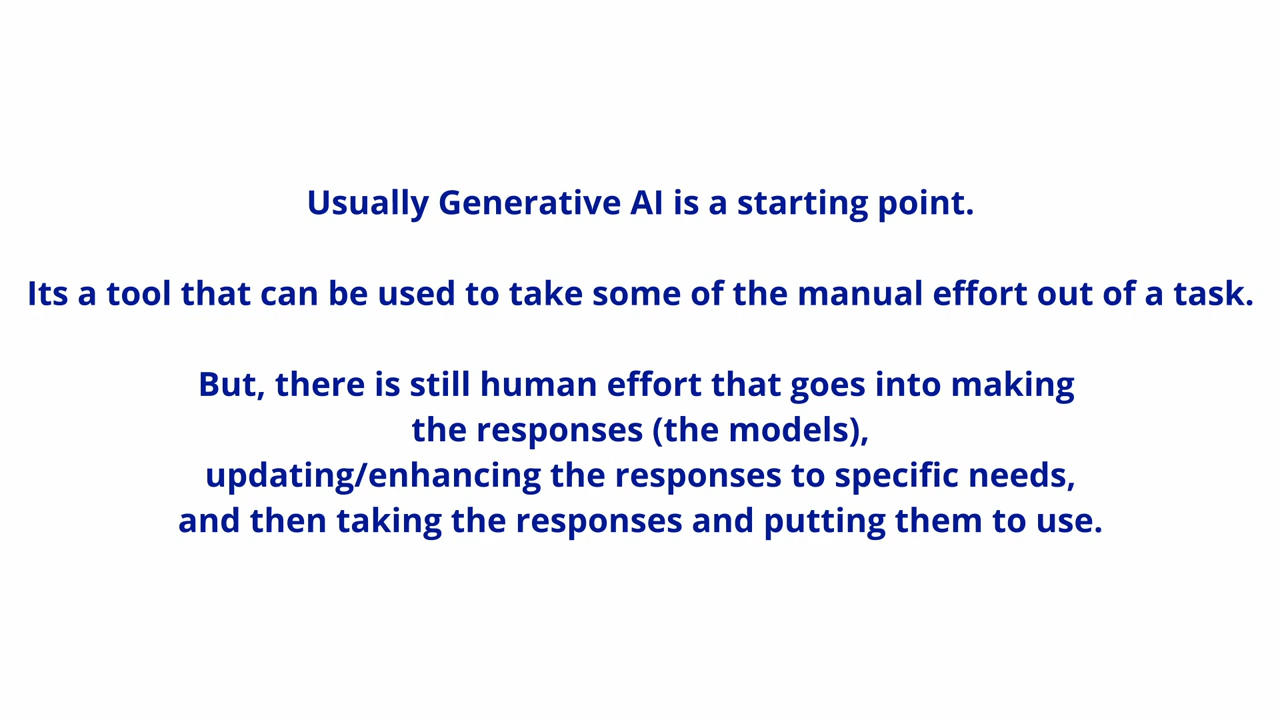 Usually Generative AI is a starting point.
Its a tool that can be used to take some of the manual effort out of a task.
But, there is still human effort that goes into making
the responses (the models),
updating/enhancing the responses to specific needs,
and then taking the responses and putting them to use.